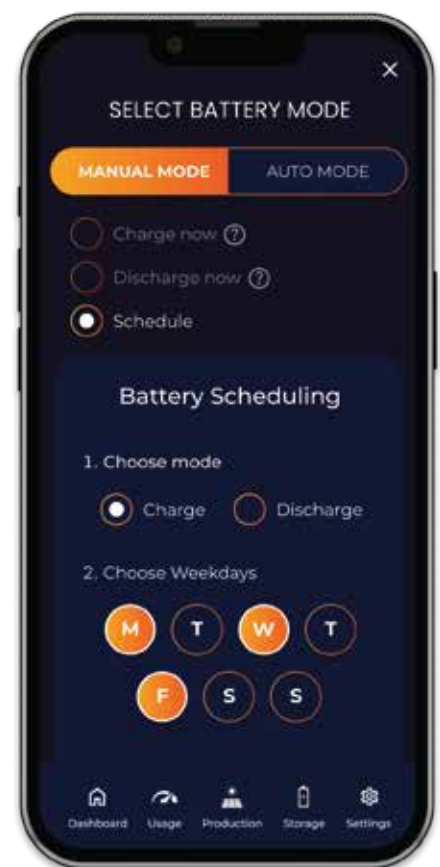 ×
SELECT BATTERY MODE
MANUAL MODE AUTO MODE
Charge now ?
Discharge now ?
Schedule
Battery Scheduling
1. Choose mode
Charge Discharge
2. Choose Weekdays
M T W T
F S S
Dashboard Usage Production Storage Settings